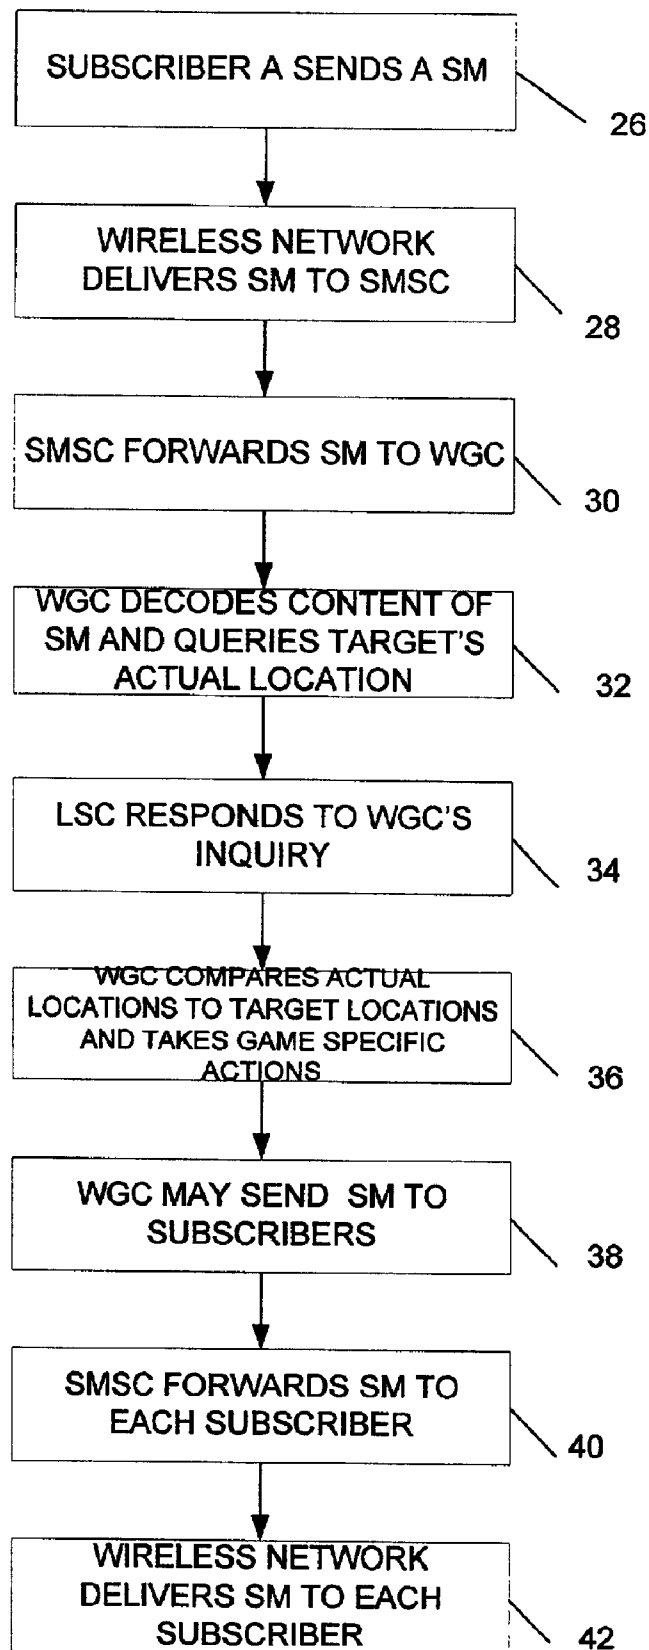 SUBSCRIBER A SENDS A SM
26
WIRELESS NETWORK
DELIVERS SM TO SMSC
28
SMSC FORWARDS SM TO WGC
30
WGC DECODES CONTENT OF
SM AND QUERIES TARGET'S
ACTUAL LOCATION
32
LSC RESPONDS TO WGC'S
INQUIRY
34
WGC COMPARES ACTUAL
LOCATIONS TO TARGET LOCATIONS
AND TAKES GAME SPECIFIC
ACTIONS
36
WGC MAY SEND SM TO
SUBSCRIBERS
38
SMSC FORWARDS SM TO
EACH SUBSCRIBER
40
WIRELESS NETWORK
DELIVERS SM TO EACH
SUBSCRIBER
42